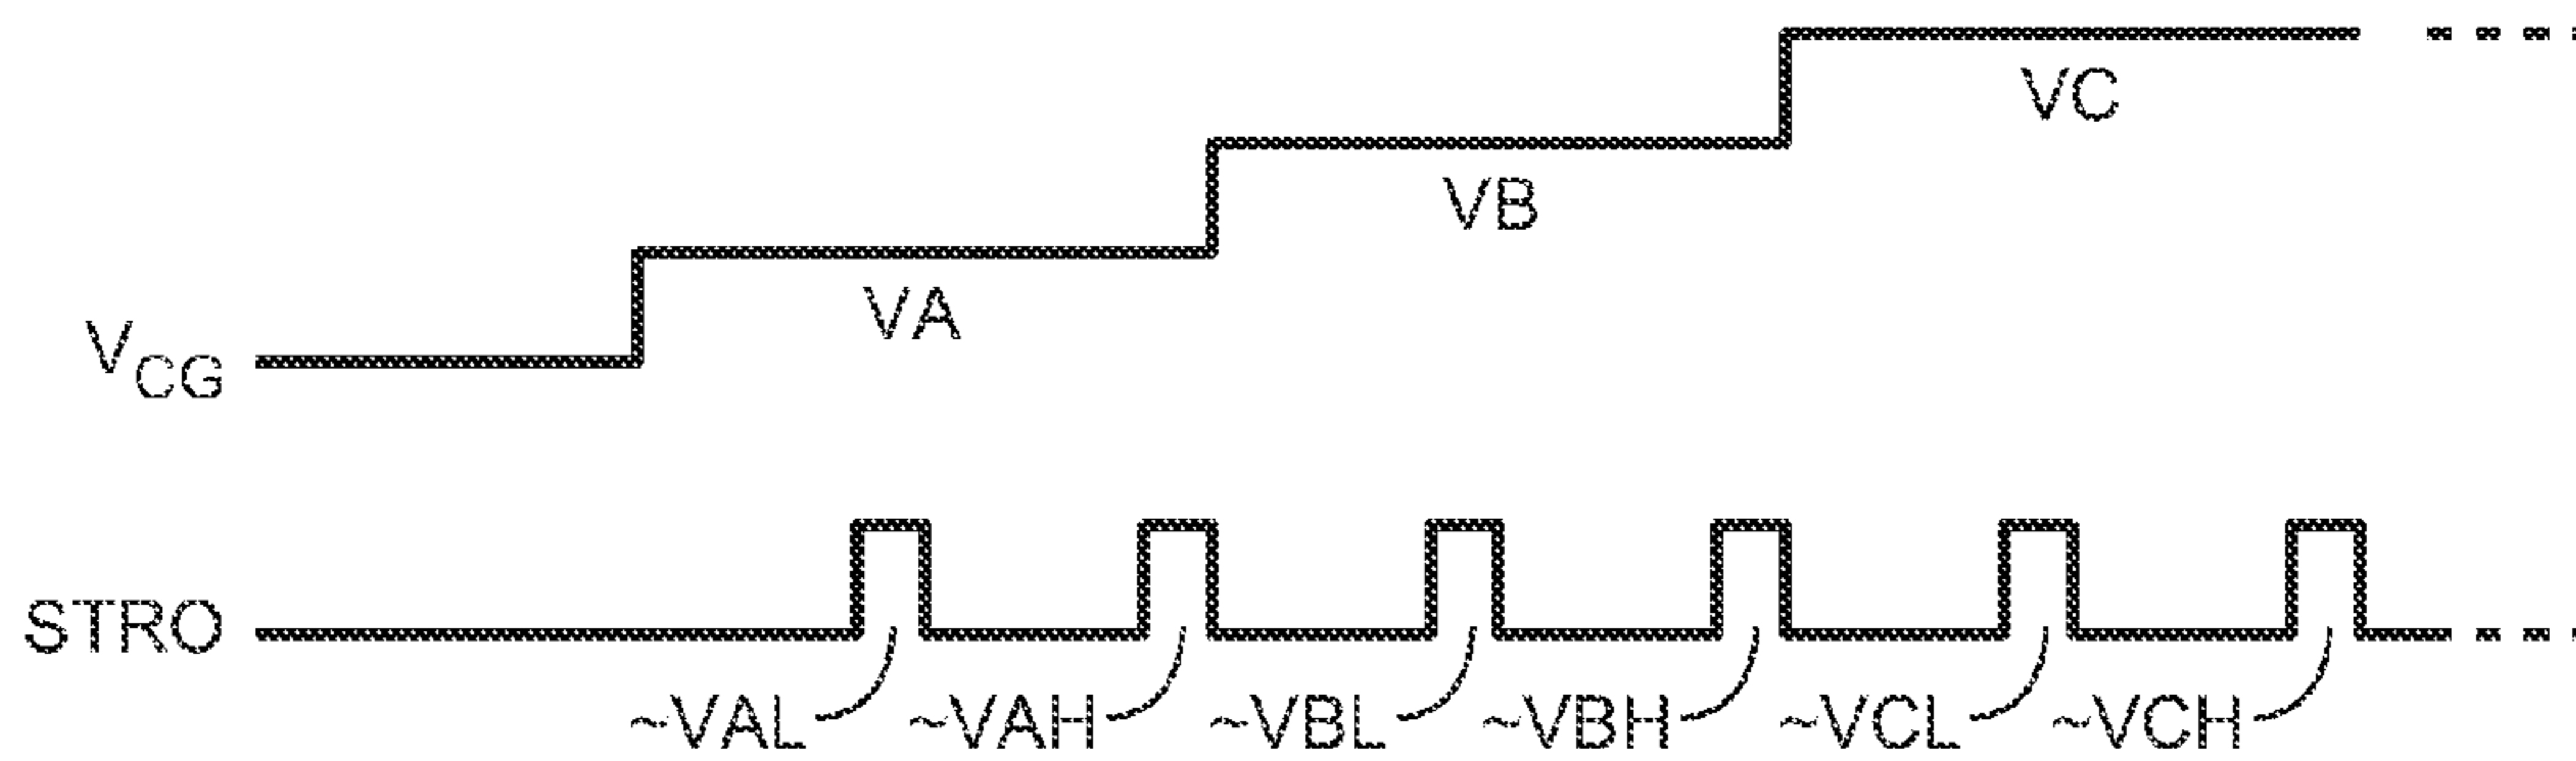 VC
VB
VA
VCG
STRO
~VAL ~VAH ~VBL ~VBH ~VCL ~VCH